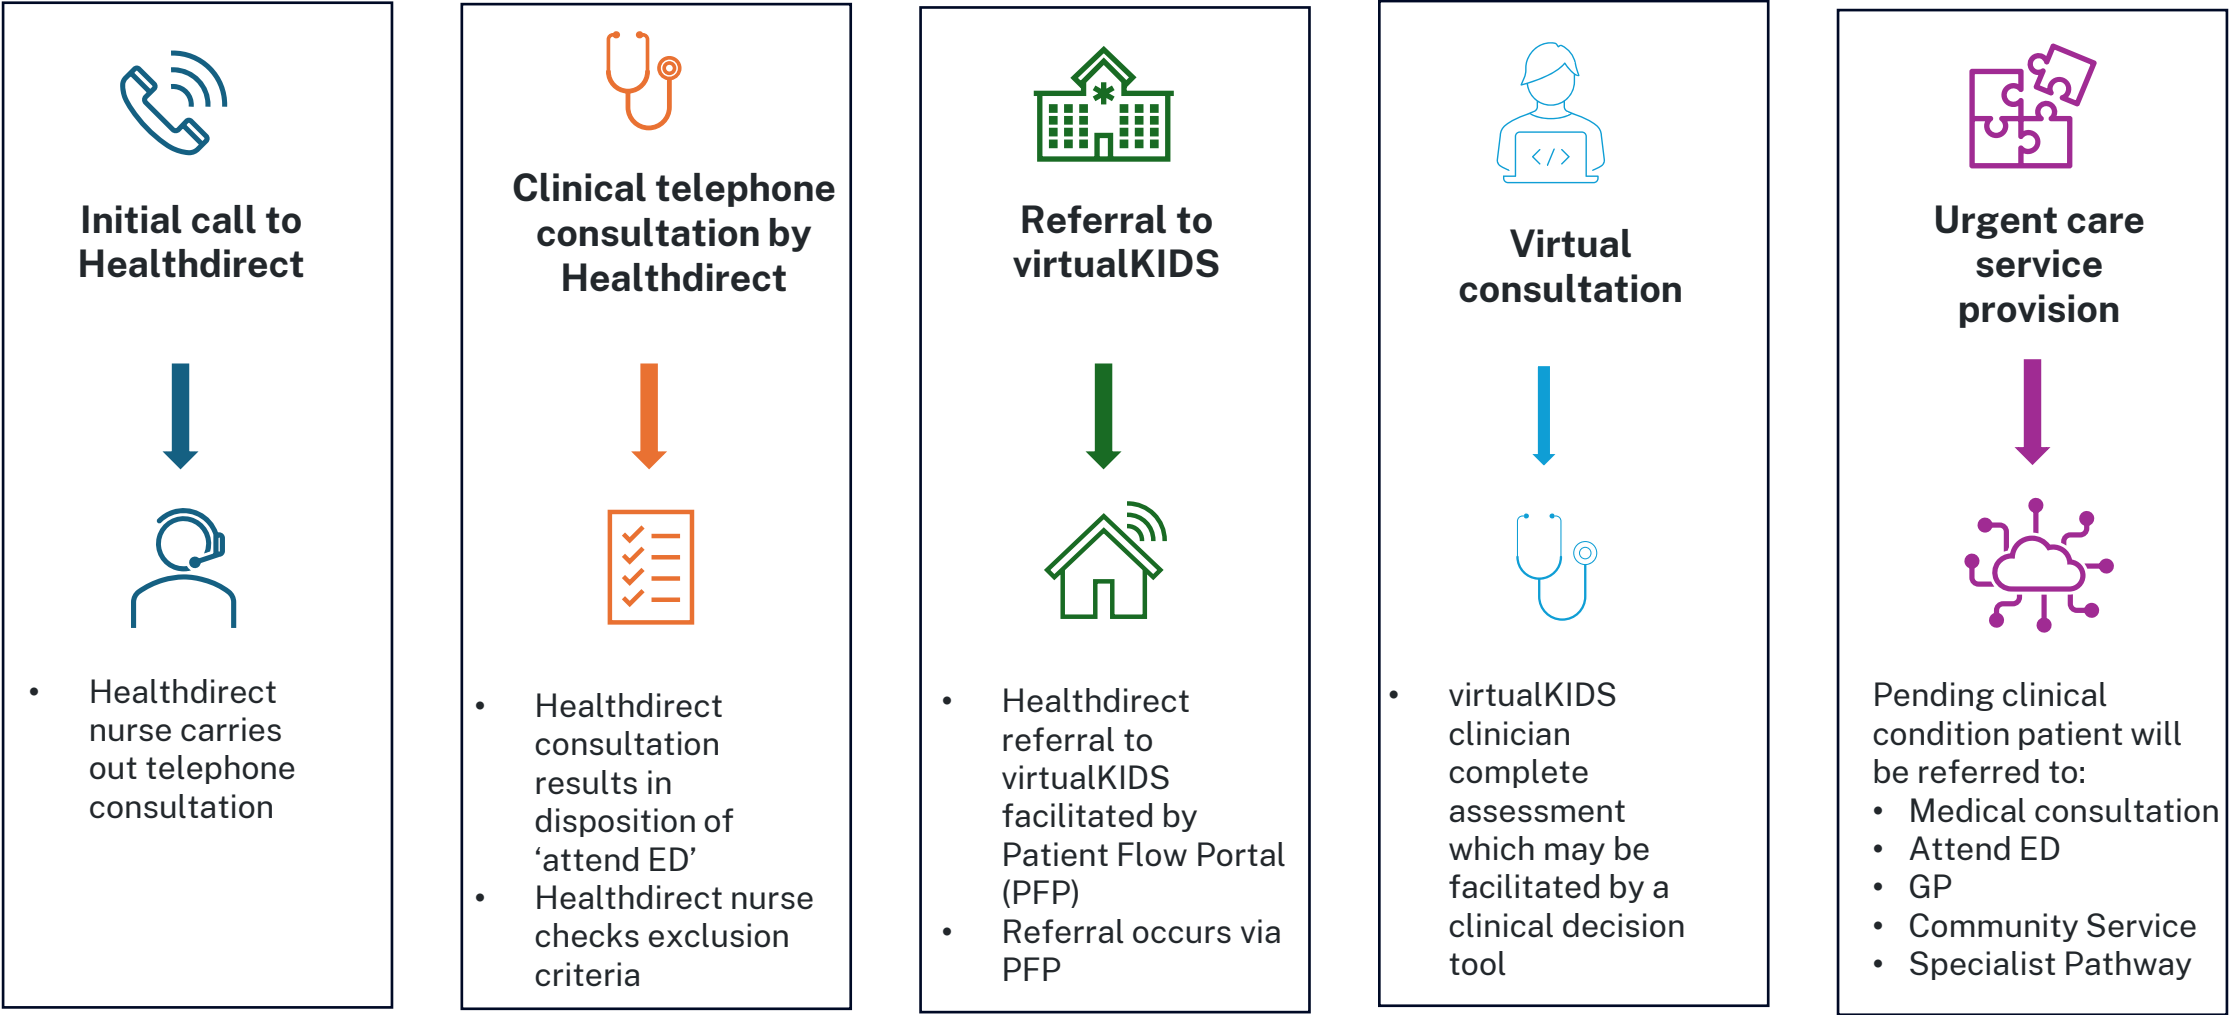 Initial call to
Healthdirect
• Healthdirect
nurse carries
out telephone
consultation
Clinical telephone
consultation by
Healthdirect
• Healthdirect
consultation
results in
disposition of
‘attend ED’
• Healthdirect nurse
checks exclusion
criteria
Referral to
virtualKIDS
• Healthdirect
referral to
virtualKIDS
facilitated by
Patient Flow Portal
(PFP)
• Referral occurs via
PFP
</>
Virtual
consultation
• virtualKIDS
clinician
complete
assessment
which may be
facilitated by a
clinical decision
tool
Urgent care
service
provision
Pending clinical
condition patient will
be referred to:
• Medical consultation
• Attend ED
• GP
• Community Service
• Specialist Pathway